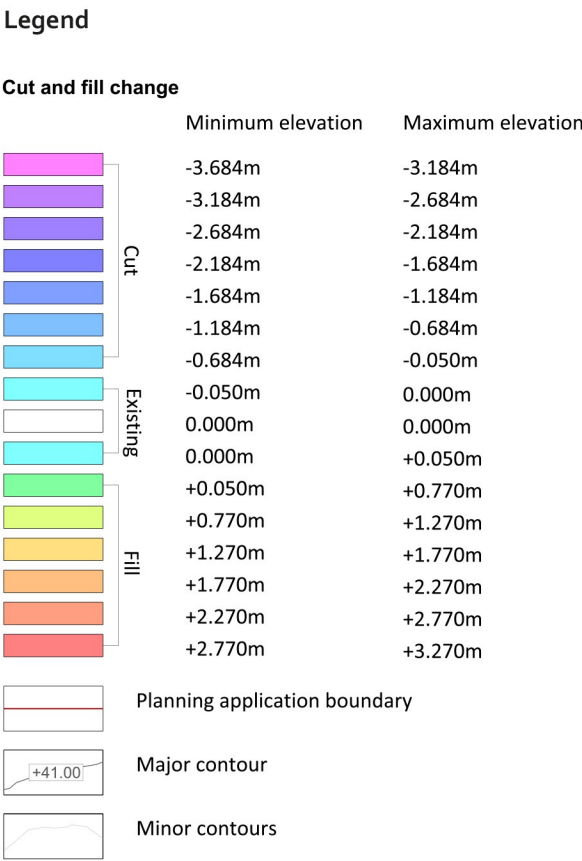 Legend
Cut and fill change
Minimum elevation Maximum elevation
-3.684m -3.184m
-3.184m -2.684m
-2.684m -2.184m
-2.184m -1.684m
-1.684m -1.184m
-1.184m -0.684m
-0.684m -0.050m
Cut
-0.050m 0.000m
0.000m 0.000m
0.000m +0.050m
Existing
+0.050m +0.770m
+0.770m +1.270m
+1.270m +1.770m
+1.770m +2.270m
+2.270m +2.770m
+2.770m +3.270m
Fill
Planning application boundary
+41.00 Major contour
Minor contours